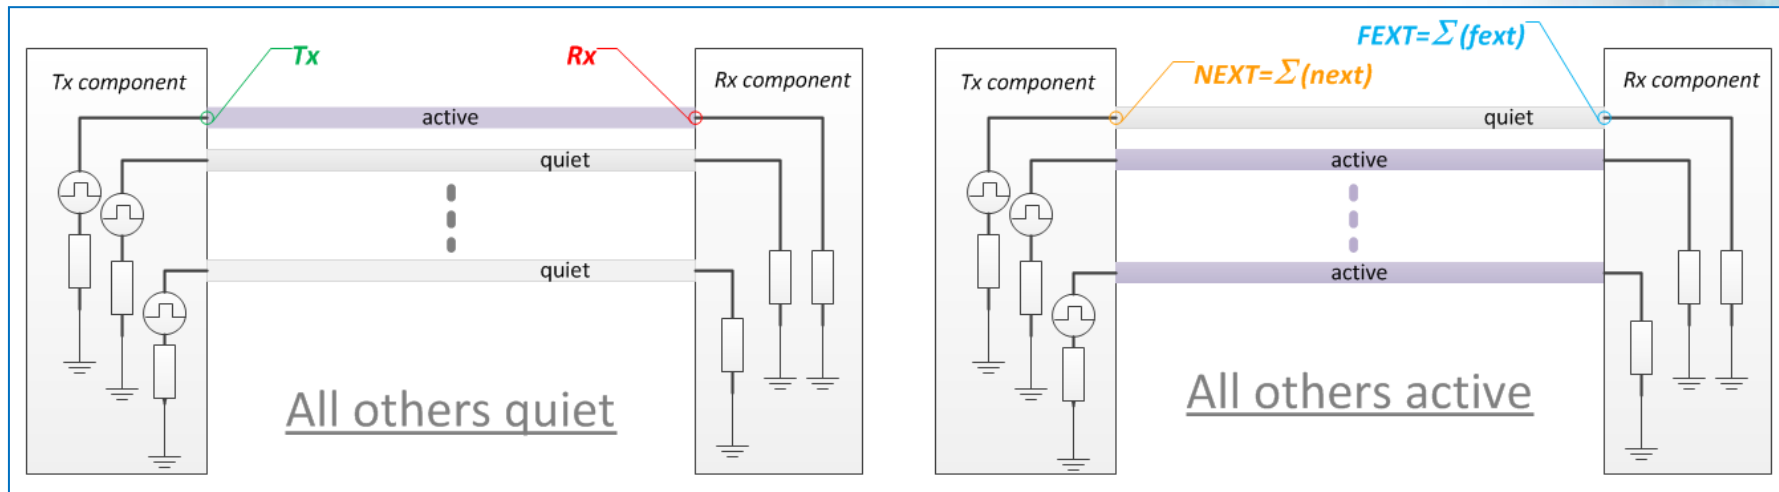 Tx
Rx
Tx component
Rx component
active
quiet
quiet
All others quiet
FEXT=Σ(fext)
NEXT=Σ(next)
Tx component
Rx component
quiet
active
active
All others active